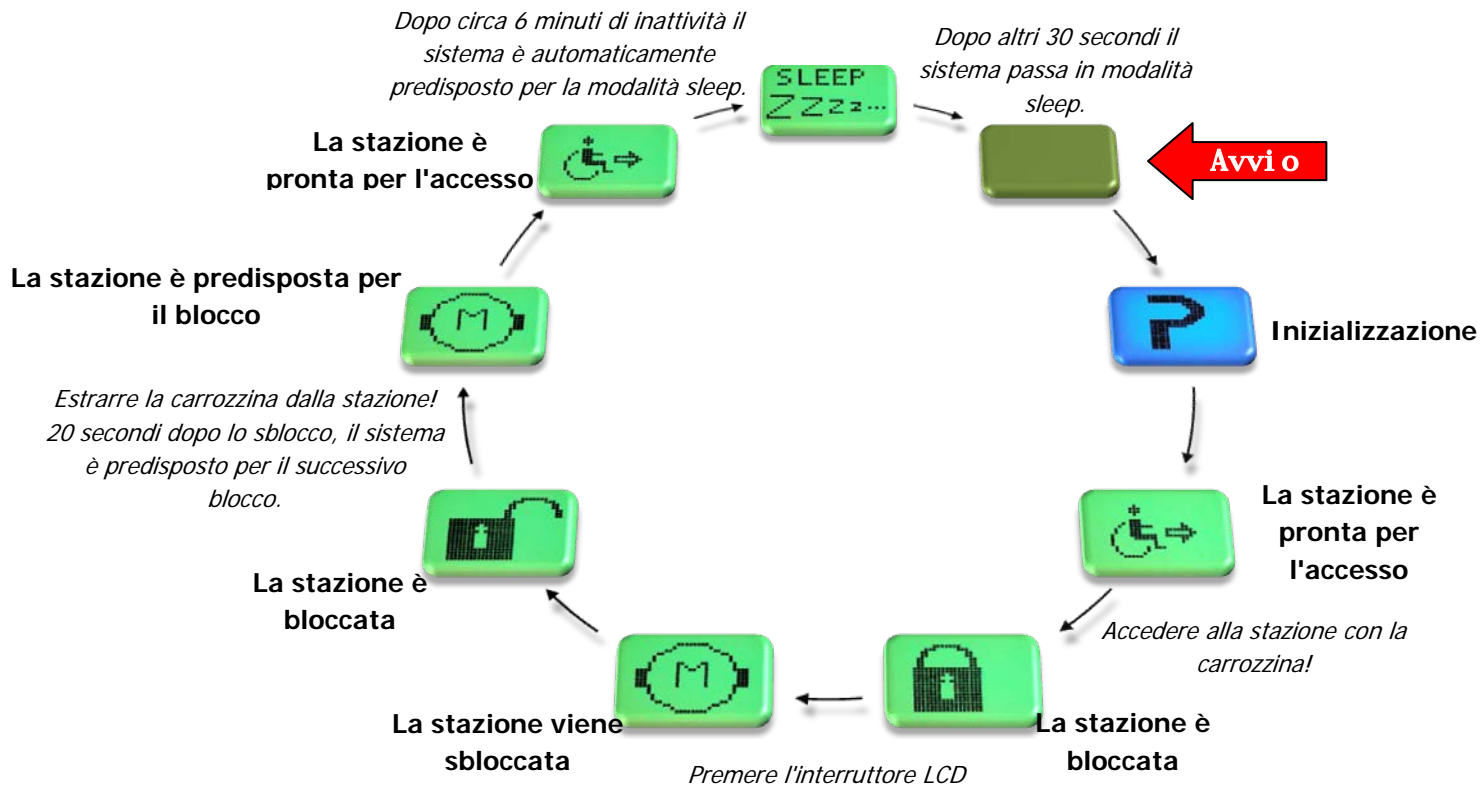 Dopo circa 6 minuti di inattività il
sistema è automaticamente
predisposto per la modalità sleep.
Dopo altri 30 secondi il
sistema passa in modalità
sleep.
SLEEP
ZZZz...
Avvio
La stazione è
pronta per l'accesso
La stazione è predisposta per
il blocco
M
P
Inizializzazione
Estrarre la carrozzina dalla stazione!
20 secondi dopo lo sblocco, il sistema
è predisposto per il successivo
blocco.
La stazione è
pronta per
l'accesso
La stazione è
bloccata
Accedere alla stazione con la
carrozzina!
M
La stazione viene
sbloccata
La stazione è
bloccata
Premere l'interruttore LCD